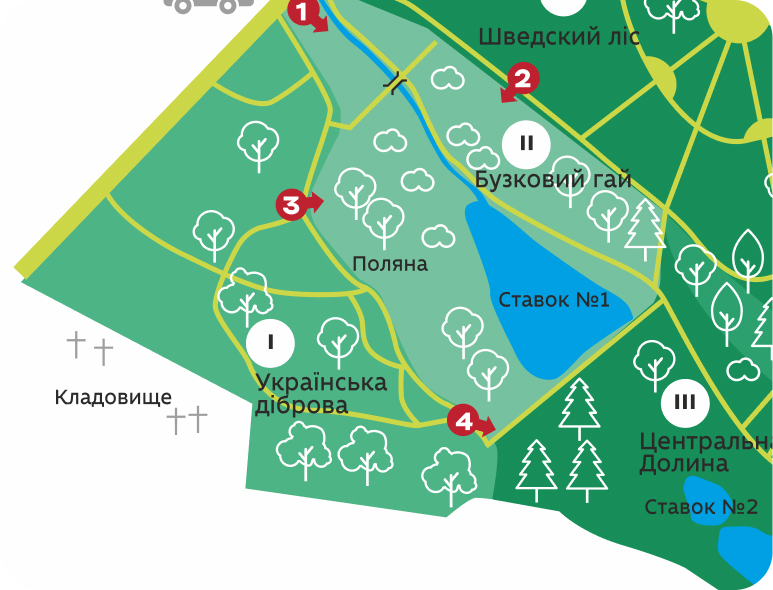 1
Шведский ліс
2
II
Бузковий гай
3
Поляна
Ставок №1
I
Українська
діброва
Кладовище
4
III
Центральна
Долина
Ставок №2